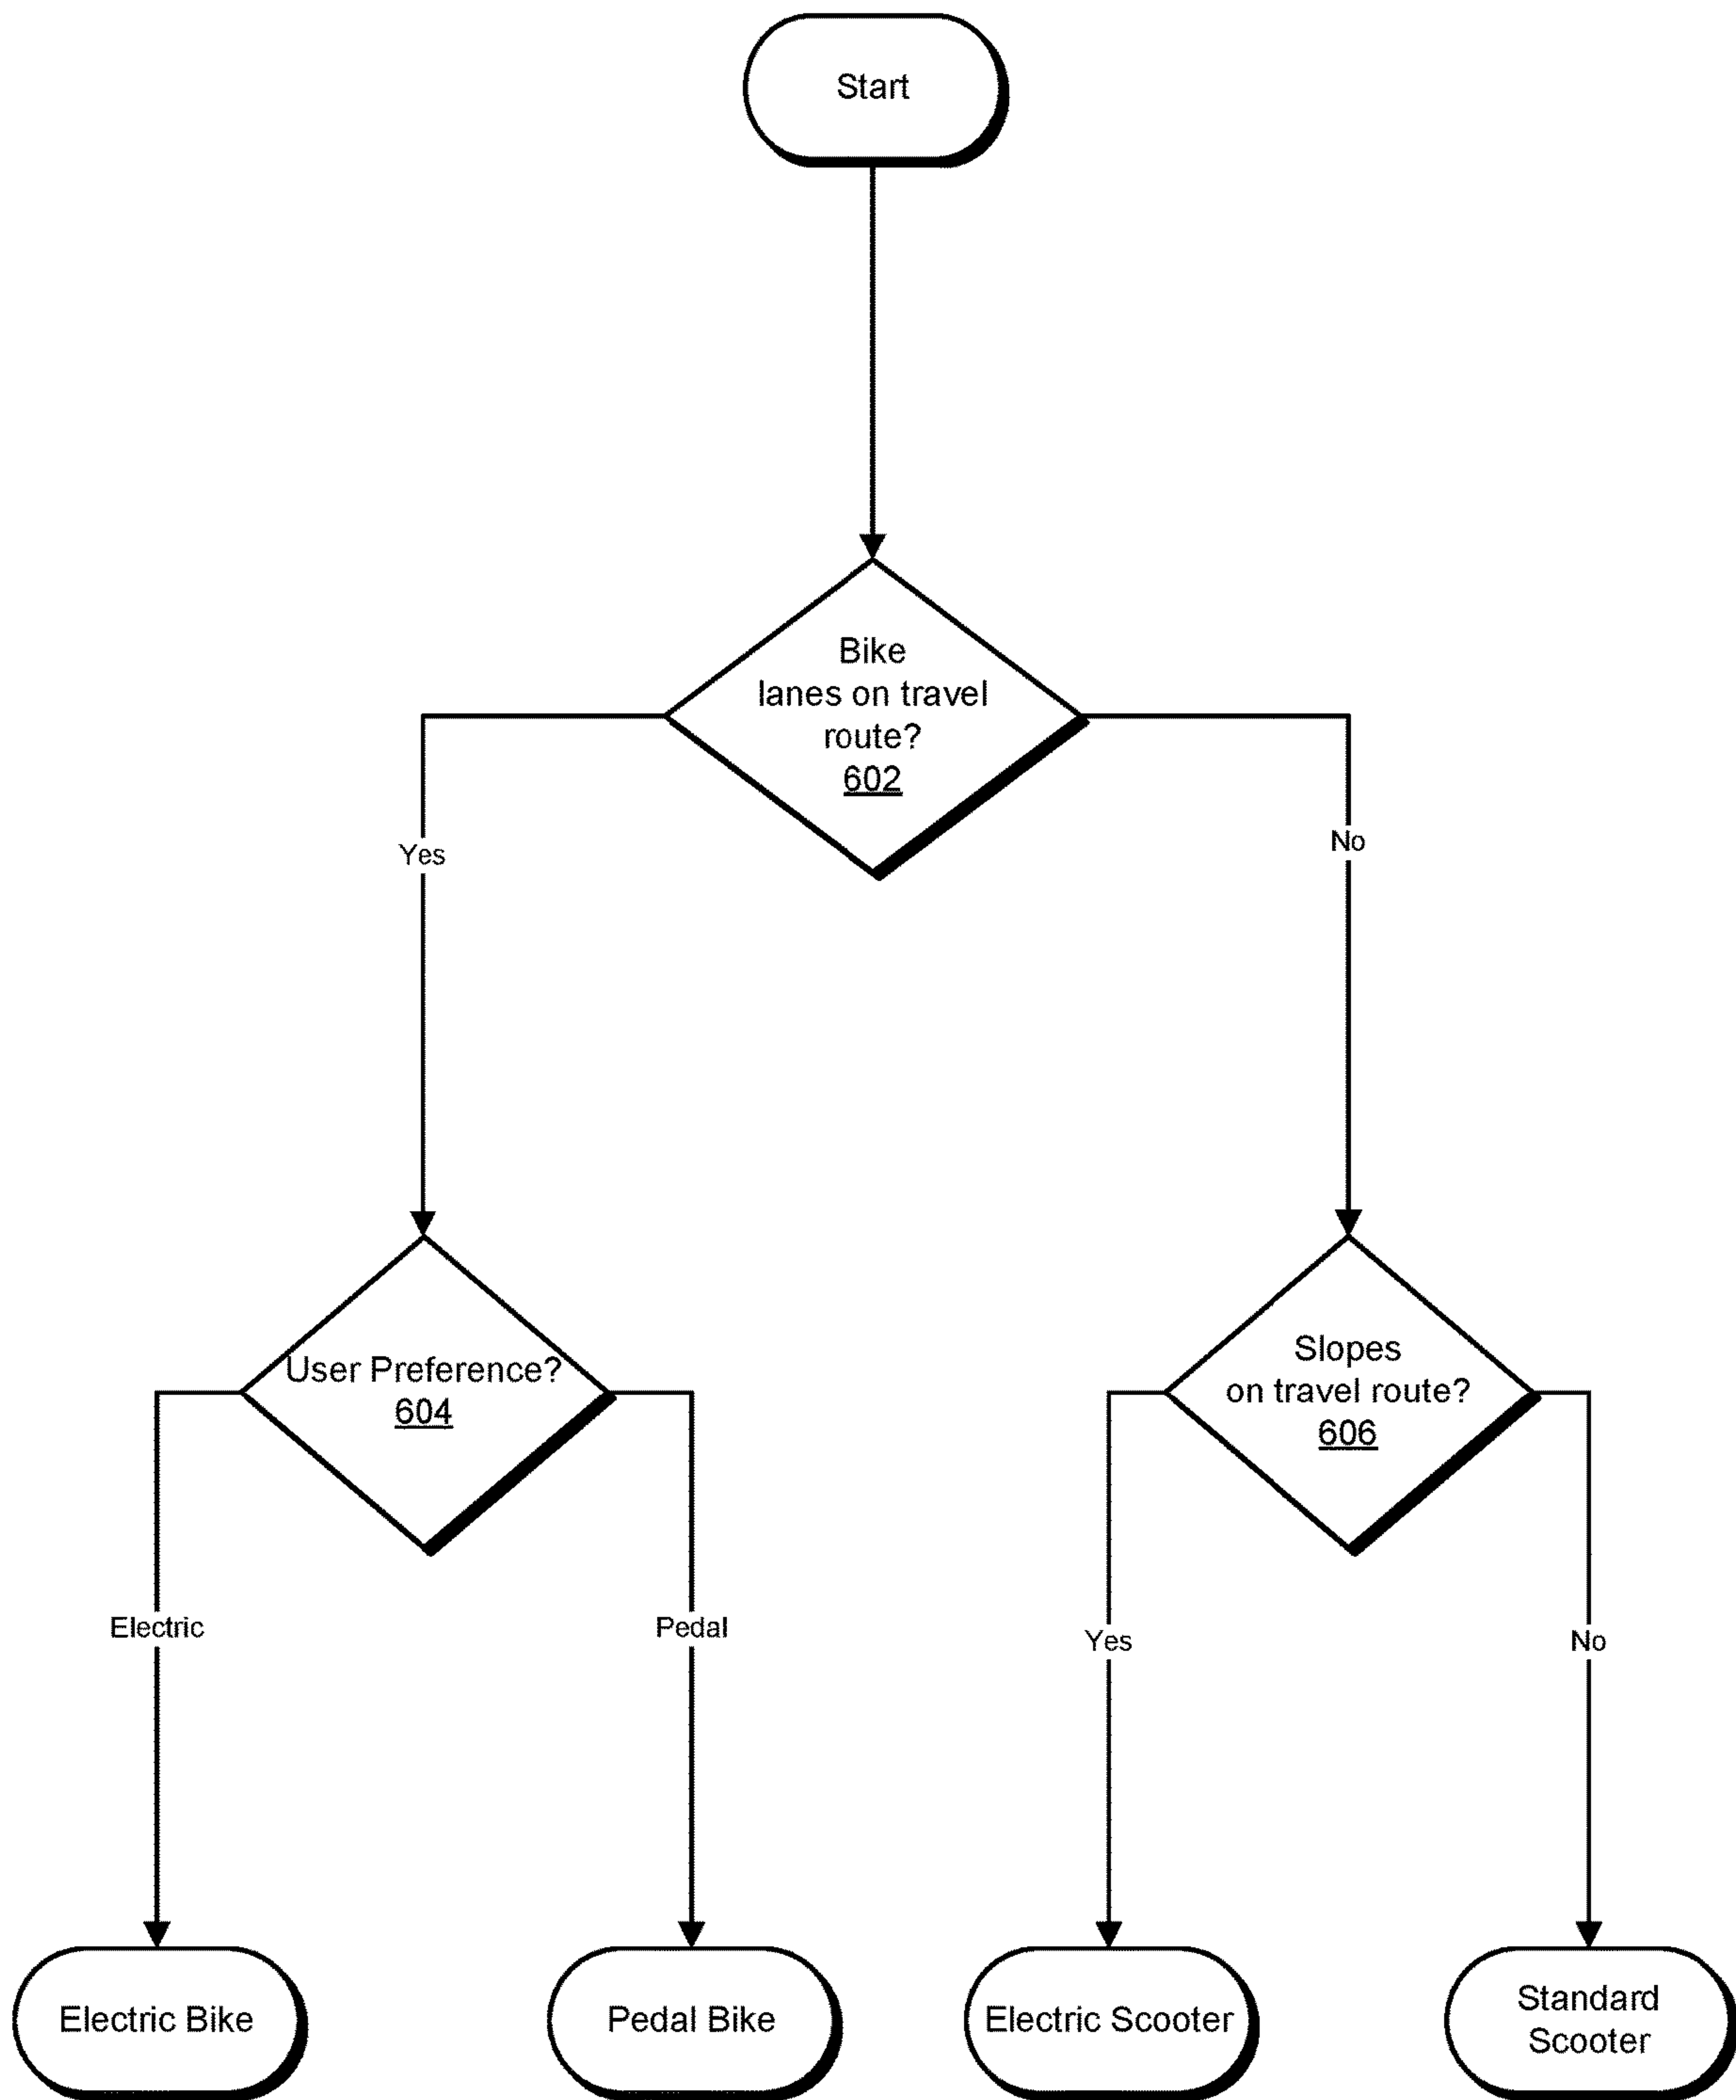 Start
Bike
lanes on travel
route?
602
Yes
No
User Preference?
604
Slopes
on travel route?
606
Electric
Pedal
Yes
No
Electric Bike
Pedal Bike
Electric Scooter
Standard
Scooter